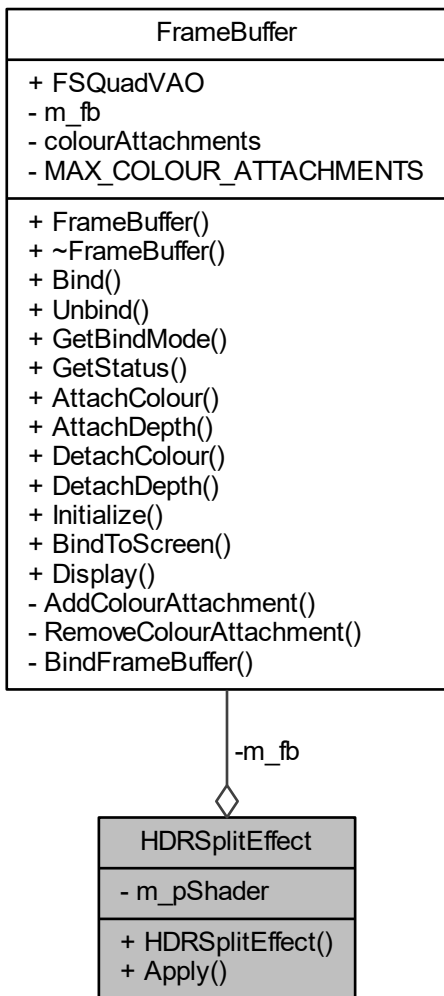 FrameBuffer
+ FSQuadVAO
- m_fb
- colourAttachments
- MAX_COLOUR_ATTACHMENTS
+ FrameBuffer()
+ ~FrameBuffer()
+ Bind()
+ Unbind()
+ GetBindMode()
+ GetStatus()
+ AttachColour()
+ AttachDepth()
+ DetachColour()
+ DetachDepth()
+ Initialize()
+ BindToScreen()
+ Display()
- AddColourAttachment()
- RemoveColourAttachment()
- BindFrameBuffer()
-m_fb
HDRSplitEffect
- m_pShader
+ HDRSplitEffect()
+ Apply()